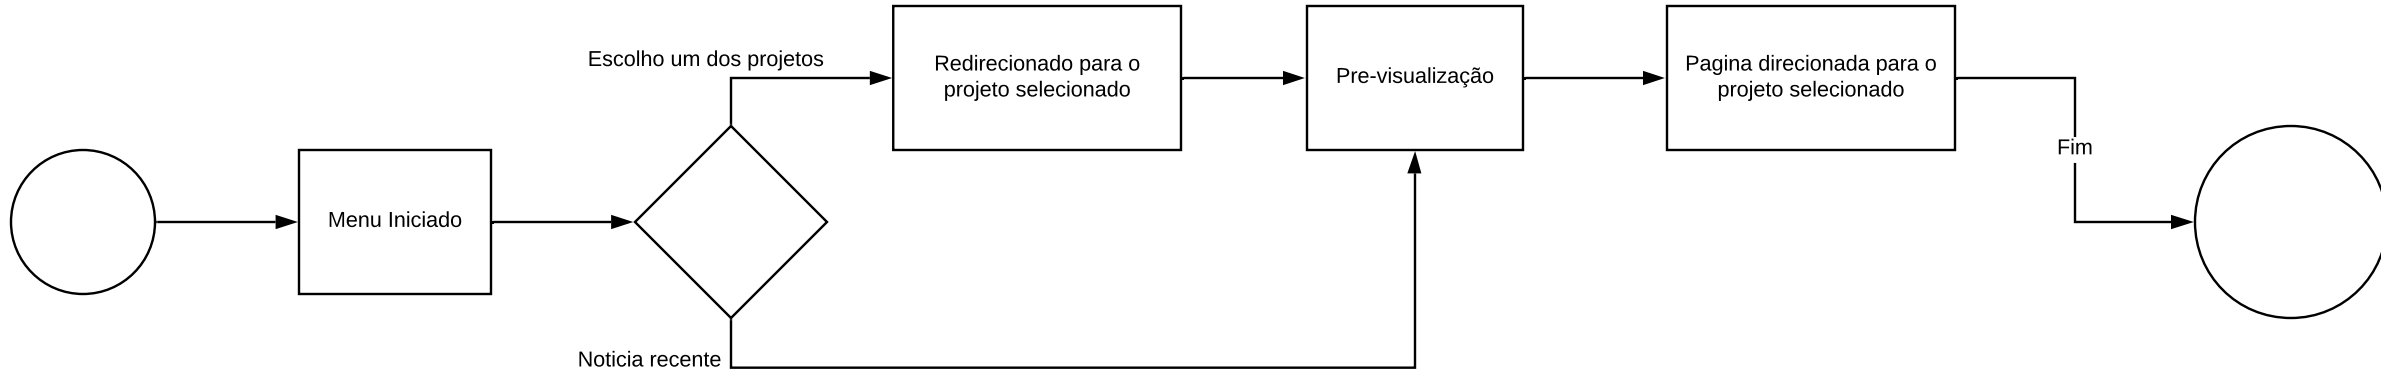 Escolho um dos projetos
Redirecionado para o
projeto selecionado
Pre-visualização
Pagina direcionada para o
projeto selecionado
Fim
Menu Iniciado
Noticia recente